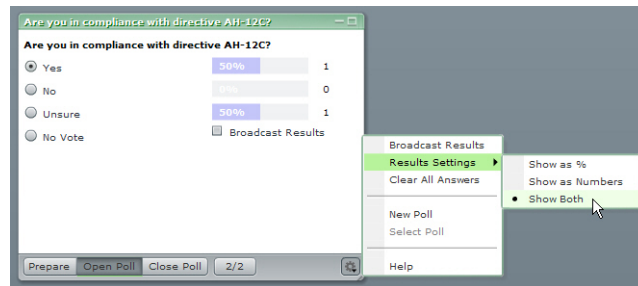 Are you in compliance with directive AH-12C?
Are you in compliance with directive AH-12C?
Yes 50% 1
No 0% 0
Unsure 50% 1
No Vote Broadcast Results
Broadcast Results
Results Settings Show as %
Clear All Answers Show as Numbers
Show Both
New Poll
Select Poll
Prepare Open Poll Close Poll 2/2 Help